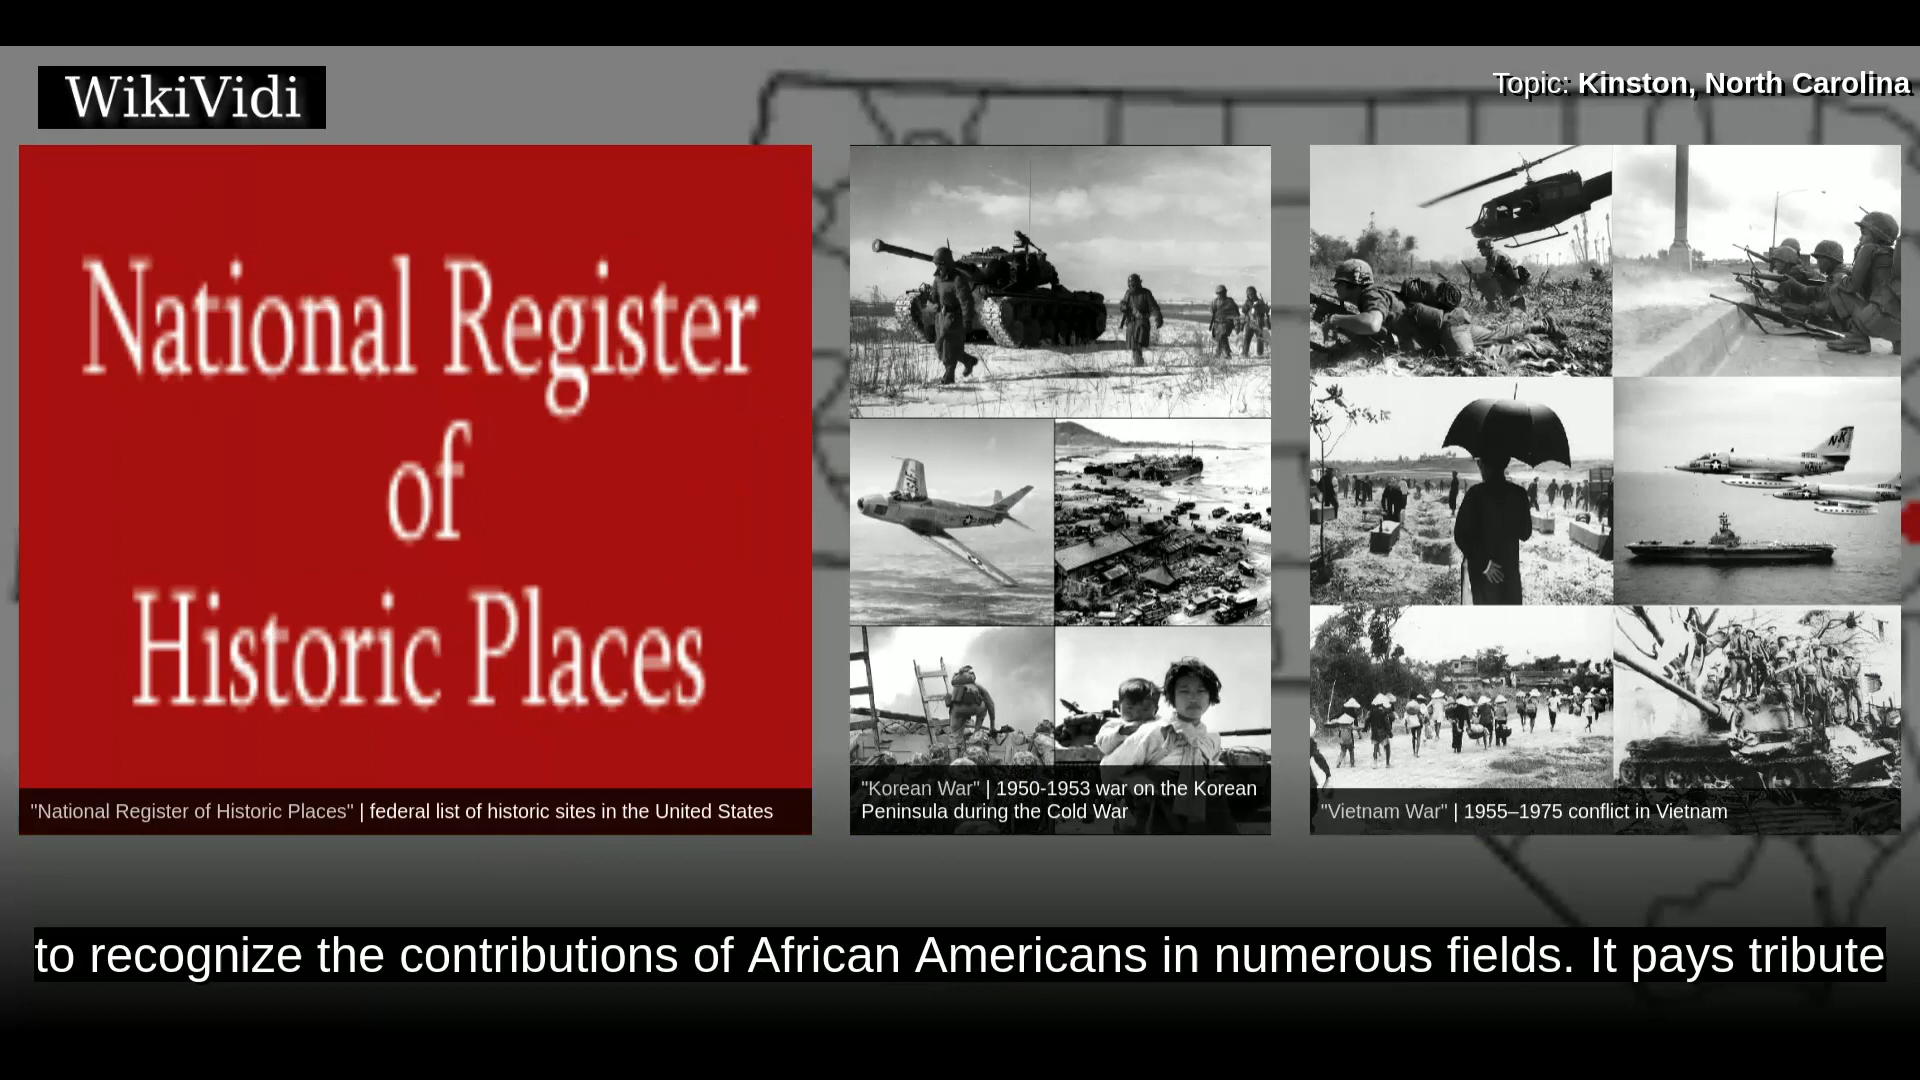 WikiVidi
Topic: Kinston, North Carolina
National Register
of
Historic Places
"National Register of Historic Places" | federal list of historic sites in the United States
"Korean War" | 1950-1953 war on the Korean
Peninsula during the Cold War
"Vietnam War" | 1955–1975 conflict in Vietnam
NK
to recognize the contributions of African Americans in numerous fields. It pays tribute